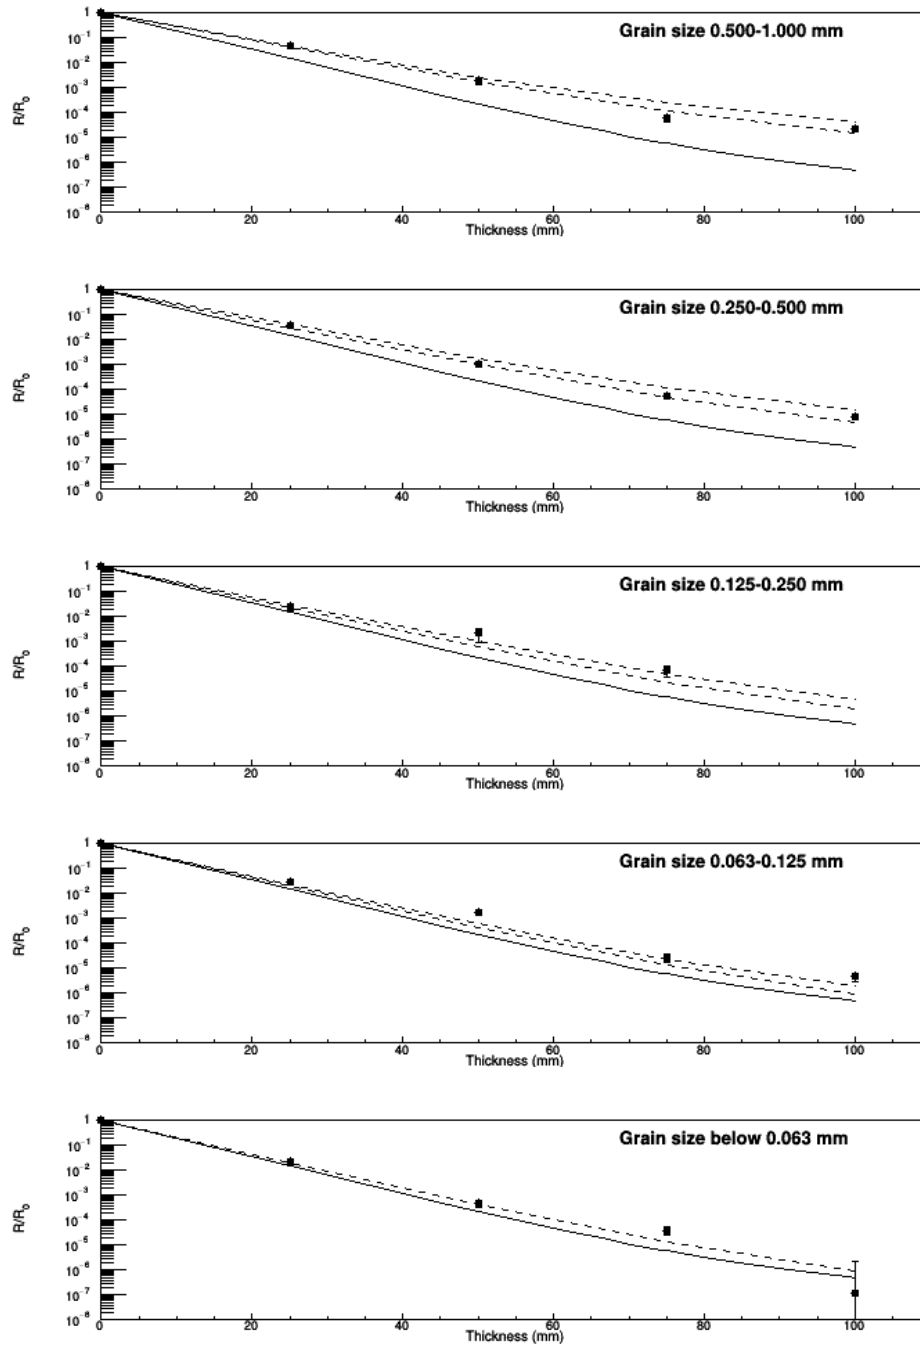 Grain size 0.500-1.000 mm
R/R₀
1
10⁻¹
10⁻²
10⁻³
10⁻⁴
10⁻⁵
10⁻⁶
10⁻⁷
10⁻⁸
0 20 40 60 80 100
Thickness (mm)
Grain size 0.250-0.500 mm
R/R₀
1
10⁻¹
10⁻²
10⁻³
10⁻⁴
10⁻⁵
10⁻⁶
10⁻⁷
10⁻⁸
0 20 40 60 80 100
Thickness (mm)
Grain size 0.125-0.250 mm
R/R₀
1
10⁻¹
10⁻²
10⁻³
10⁻⁴
10⁻⁵
10⁻⁶
10⁻⁷
10⁻⁸
0 20 40 60 80 100
Thickness (mm)
Grain size 0.063-0.125 mm
R/R₀
1
10⁻¹
10⁻²
10⁻³
10⁻⁴
10⁻⁵
10⁻⁶
10⁻⁷
10⁻⁸
0 20 40 60 80 100
Thickness (mm)
Grain size below 0.063 mm
R/R₀
1
10⁻¹
10⁻²
10⁻³
10⁻⁴
10⁻⁵
10⁻⁶
10⁻⁷
10⁻⁸
0 20 40 60 80 100
Thickness (mm)